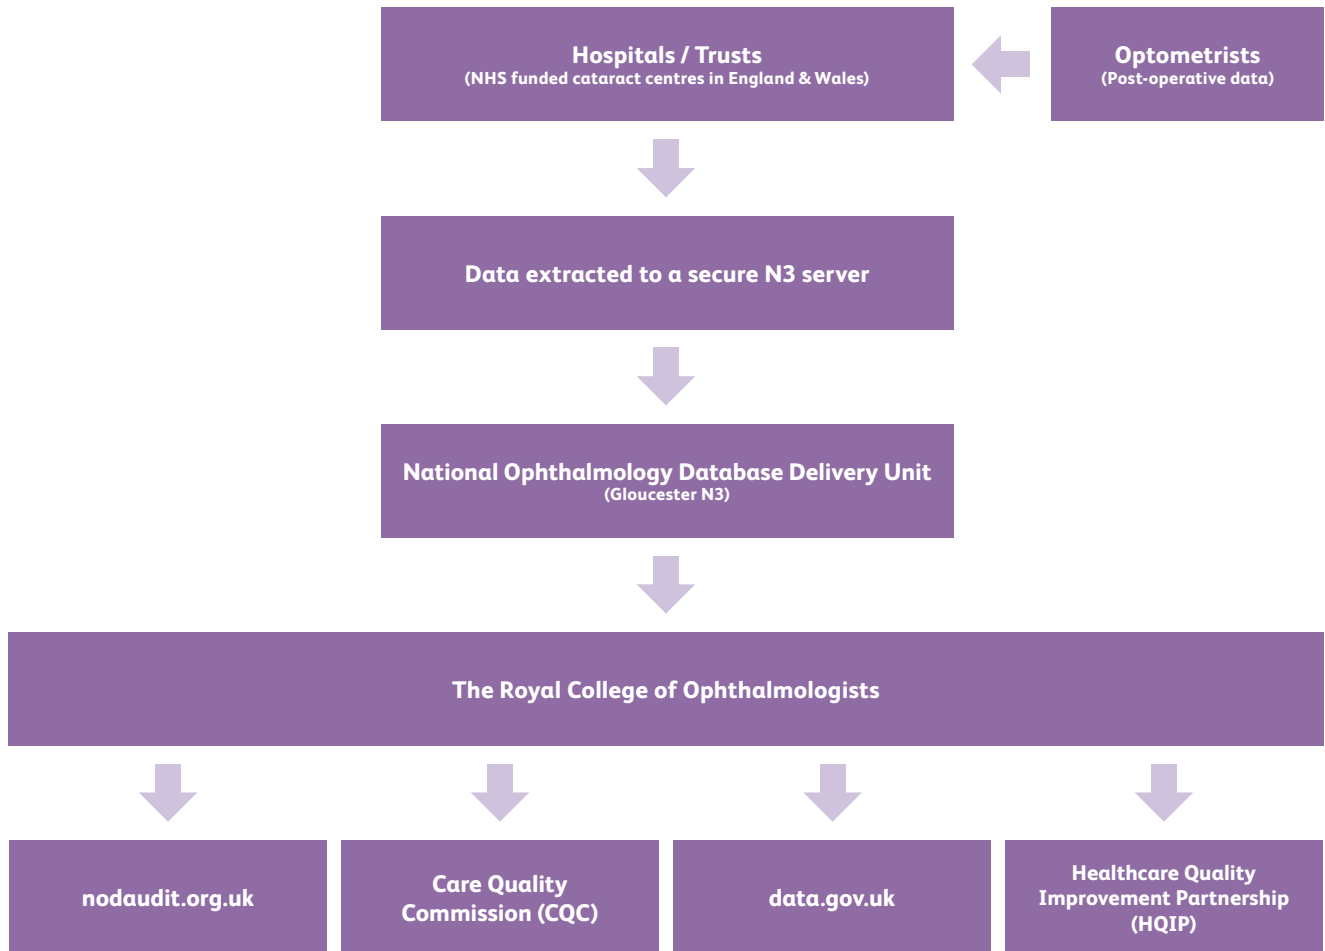 Hospitals / Trusts
(NHS funded cataract centres in England & Wales)
Optometrists
(Post-operative data)
Data extracted to a secure N3 server
National Ophthalmology Database Delivery Unit
(Gloucester N3)
The Royal College of Ophthalmologists
nodaudit.org.uk
Care Quality
Commission (CQC)
data.gov.uk
Healthcare Quality
Improvement Partnership
(HQIP)